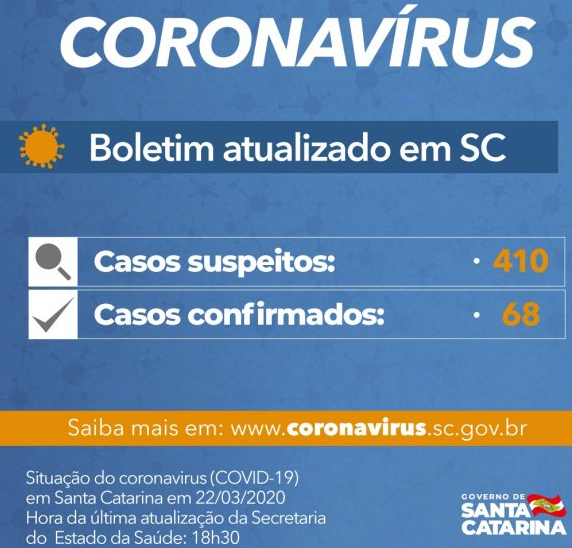 CORONAVÍRUS
Boletim atualizado em SC
Casos suspeitos: • 410
Casos confirmados: • 68
Saiba mais em: www.coronavirus.sc.gov.br
Situação do coronavirus (COVID-19)
em Santa Catarina em 22/03/2020
Hora da última atualização da Secretaria
do Estado da Saúde: 18h30
GOVERNO DE
SANTA
CATARINA